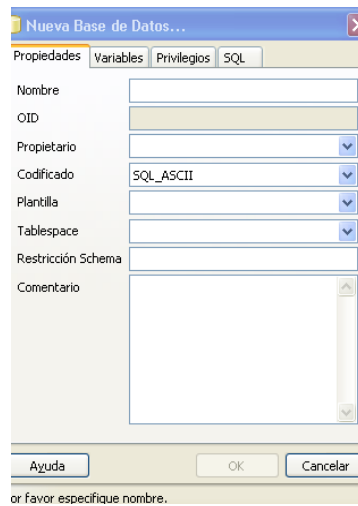 Nueva Base de Datos...
Propiedades Variables Privilegios SQL
Nombre
OID
Propietario
Codificado SQL_ASCII
Plantilla
Tablespace
Restricción Schema
Comentario
Ayuda OK Cancelar
or favor especifique nombre.